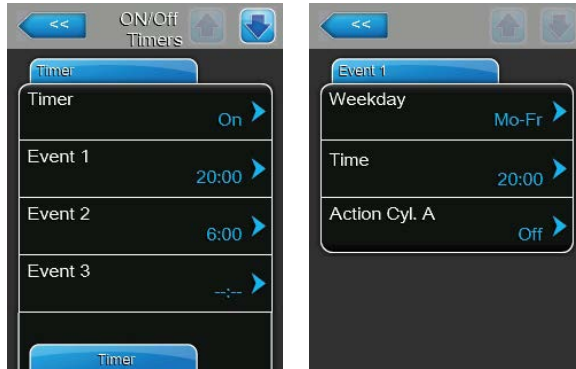 <<
ON/Off
Timers
Timer
Timer
On
Event 1
20:00
Event 2
6:00
Event 3
--:--
Timer
<<
Event 1
Weekday
Mo-Fr
Time
20:00
Action Cyl. A
Off